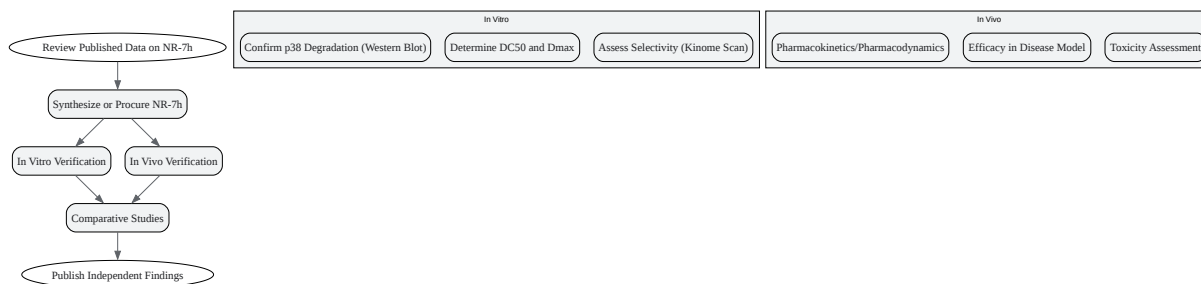 Review Published Data on NR-7h
Synthesize or Procure NR-7h
In Vitro Verification
In Vivo Verification
Comparative Studies
Publish Independent Findings
In Vitro
Confirm p38 Degradation (Western Blot)
Determine DC50 and Dmax
Assess Selectivity (Kinome Scan)
In Vivo
Pharmacokinetics/Pharmacodynamics
Efficacy in Disease Model
Toxicity Assessment